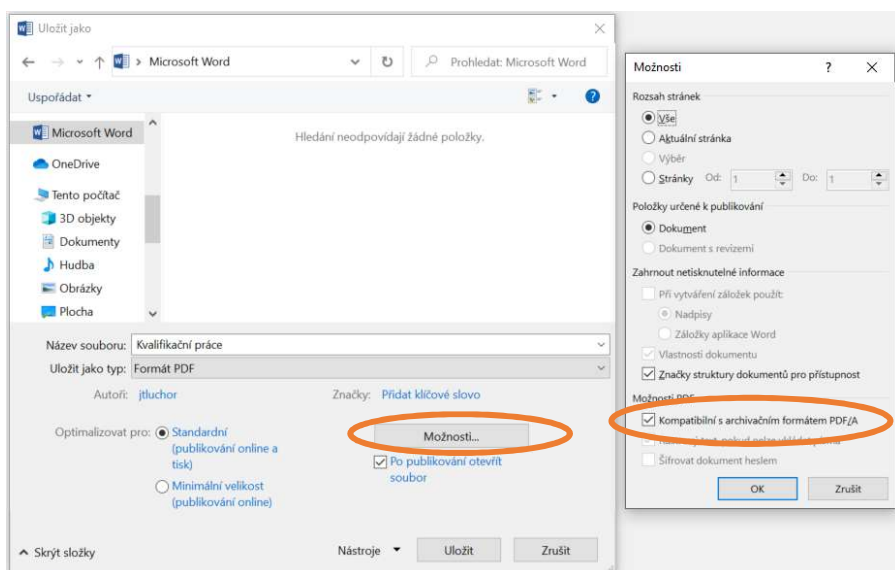 Uložit jako
Microsoft Word
Prohledat: Microsoft Word
Uspořádat
Microsoft Word
OneDrive
Tento počítač
3D objekty
Dokumenty
Hudba
Obrázky
Plocha
Hledání neodpovídají žádné položky.
Název souboru: Kvalifikační práce
Uložit jako typ: Formát PDF
Autoři: jtluchor
Značky: Přidat klíčové slovo
Optimalizovat pro: Standardní
(publikování online a
tisk)
Minimální velikost
(publikování online)
Možnosti...
Po publikování otevřít
soubor
Skrýt složky
Nástroje
Uložit
Zrušit
Možnosti
?
Rozsah stránek
Vše
Aktuální stránka
Výběr
Stránky Od: 1 Do: 1
Položky určené k publikování
Dokument
Dokument s revizemi
Zahrnout netisknutelné informace
Při vytváření záložek použít:
Nadpisy
Záložky aplikace Word
Vlastnosti dokumentu
Značky struktury dokumentů pro přístupnost
Možnosti PDF
Kompatibilní s archivačním formátem PDF/A
text, pokud nelze
Šifrovat dokument heslem
OK
Zrušit